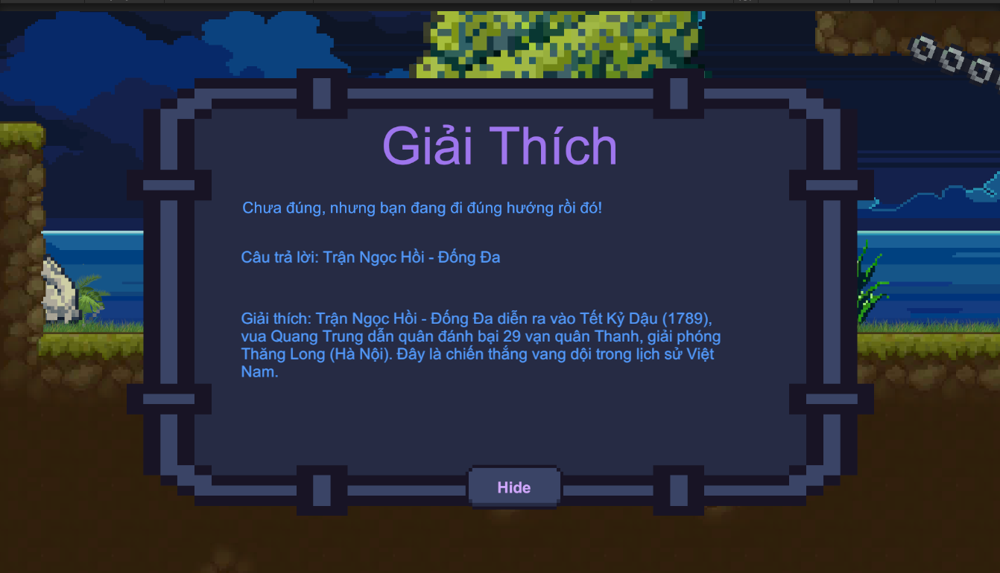 Giải Thích
Chưa đúng, nhưng bạn đang đi đúng hướng rồi đó!
Câu trả lời: Trận Ngọc Hồi - Đống Đa
Giải thích: Trận Ngọc Hồi - Đống Đa diễn ra vào Tết Kỷ Dậu (1789),
vua Quang Trung dẫn quân đánh bại 29 vạn quân Thanh, giải phóng
Thăng Long (Hà Nội). Đây là chiến thắng vang dội trong lịch sử Việt
Nam.
Hide